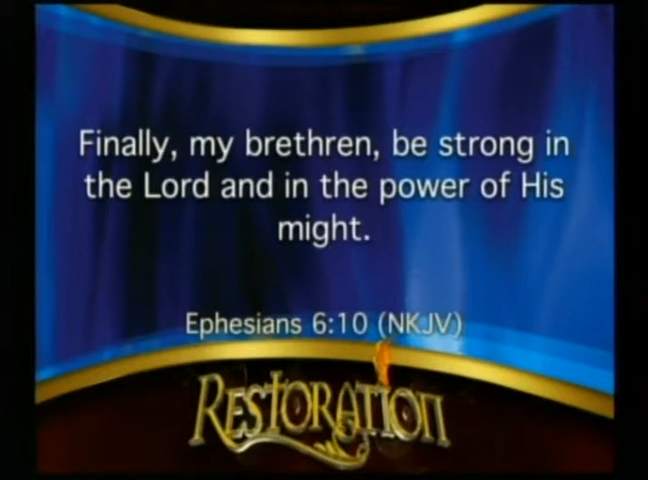 Finally, my brethren, be strong in
the Lord and in the power of His
might.
Ephesians 6:10 (NKJV)
RESTORATION